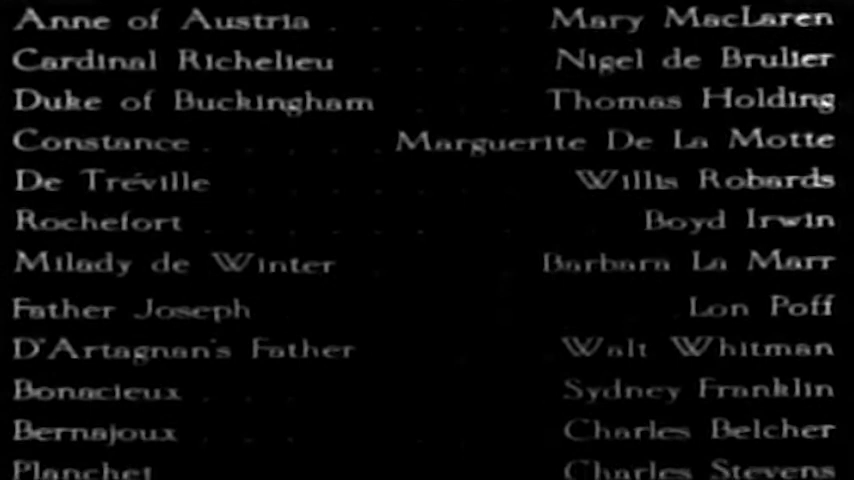 Anne of Austria . . . . . Mary MacLaren
Cardinal Richelieu . . . . Nigel de Brulier
Duke of Buckingham . . . Thomas Holding
Constance . . . . . Marguerite De La Motte
De Tréville . . . . . . Willis Robards
Rochefort . . . . . . Boyd Irwin
Milady de Winter Barbara La Marr
Father Joseph Lon Poff
D'Artagnan's Father Walt Whitman
Bonacieux . . . Sydney Franklin
Bernajoux . . . Charles Belcher
Planchet Charles Stevens